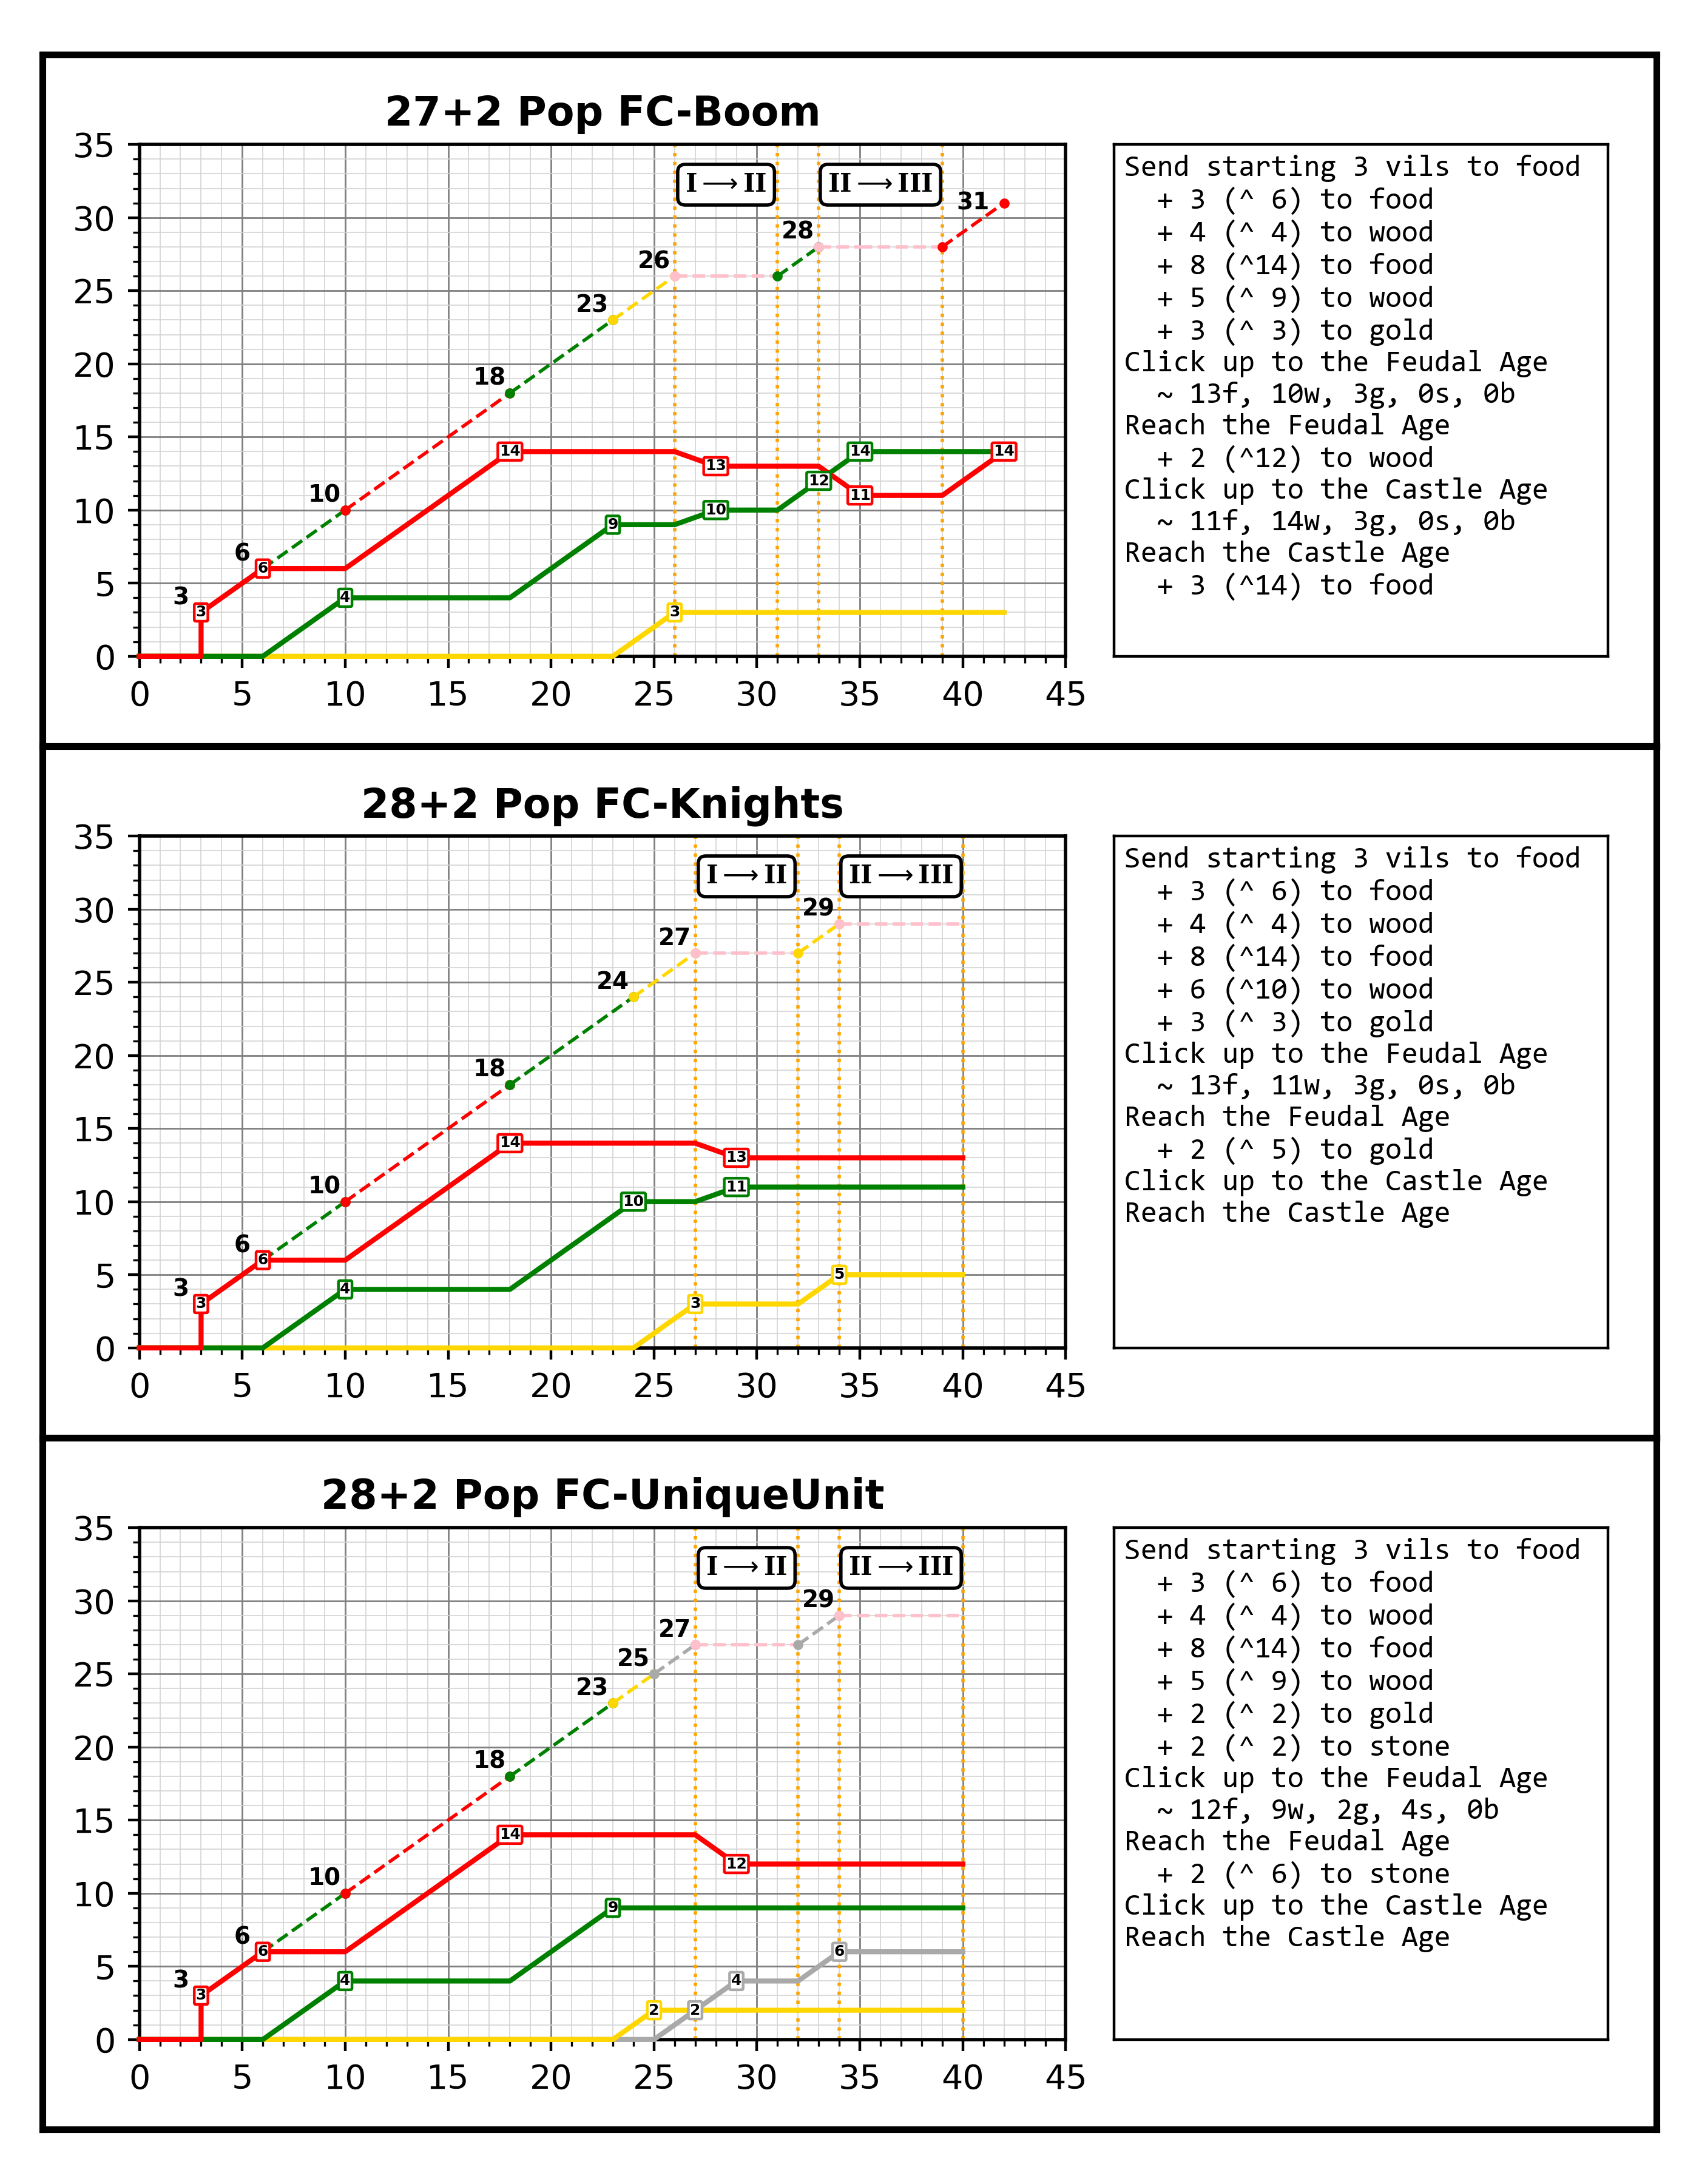 27+2 Pop FC-Boom
35
30
25
20
15
10
5
0
0 5 10 15 20 25 30 35 40 45
I → II
II → III
3
6
10
18
23
26
28
31
3
6
14
13
11
14
4
9
10
12
14
3
Send starting 3 vils to food
+ 3 (^ 6) to food
+ 4 (^ 4) to wood
+ 8 (^14) to food
+ 5 (^ 9) to wood
+ 3 (^ 3) to gold
Click up to the Feudal Age
~ 13f, 10w, 3g, 0s, 0b
Reach the Feudal Age
+ 2 (^12) to wood
Click up to the Castle Age
~ 11f, 14w, 3g, 0s, 0b
Reach the Castle Age
+ 3 (^14) to food
28+2 Pop FC-Knights
35
30
25
20
15
10
5
0
0 5 10 15 20 25 30 35 40 45
I → II
II → III
3
6
10
18
24
27
29
3
6
14
13
4
10
11
3
5
Send starting 3 vils to food
+ 3 (^ 6) to food
+ 4 (^ 4) to wood
+ 8 (^14) to food
+ 6 (^10) to wood
+ 3 (^ 3) to gold
Click up to the Feudal Age
~ 13f, 11w, 3g, 0s, 0b
Reach the Feudal Age
+ 2 (^ 5) to gold
Click up to the Castle Age
Reach the Castle Age
28+2 Pop FC-UniqueUnit
35
30
25
20
15
10
5
0
0 5 10 15 20 25 30 35 40 45
I → II
II → III
3
6
10
18
23
25
27
29
3
6
14
12
4
9
2
2
4
6
Send starting 3 vils to food
+ 3 (^ 6) to food
+ 4 (^ 4) to wood
+ 8 (^14) to food
+ 5 (^ 9) to wood
+ 2 (^ 2) to gold
+ 2 (^ 2) to stone
Click up to the Feudal Age
~ 12f, 9w, 2g, 4s, 0b
Reach the Feudal Age
+ 2 (^ 6) to stone
Click up to the Castle Age
Reach the Castle Age